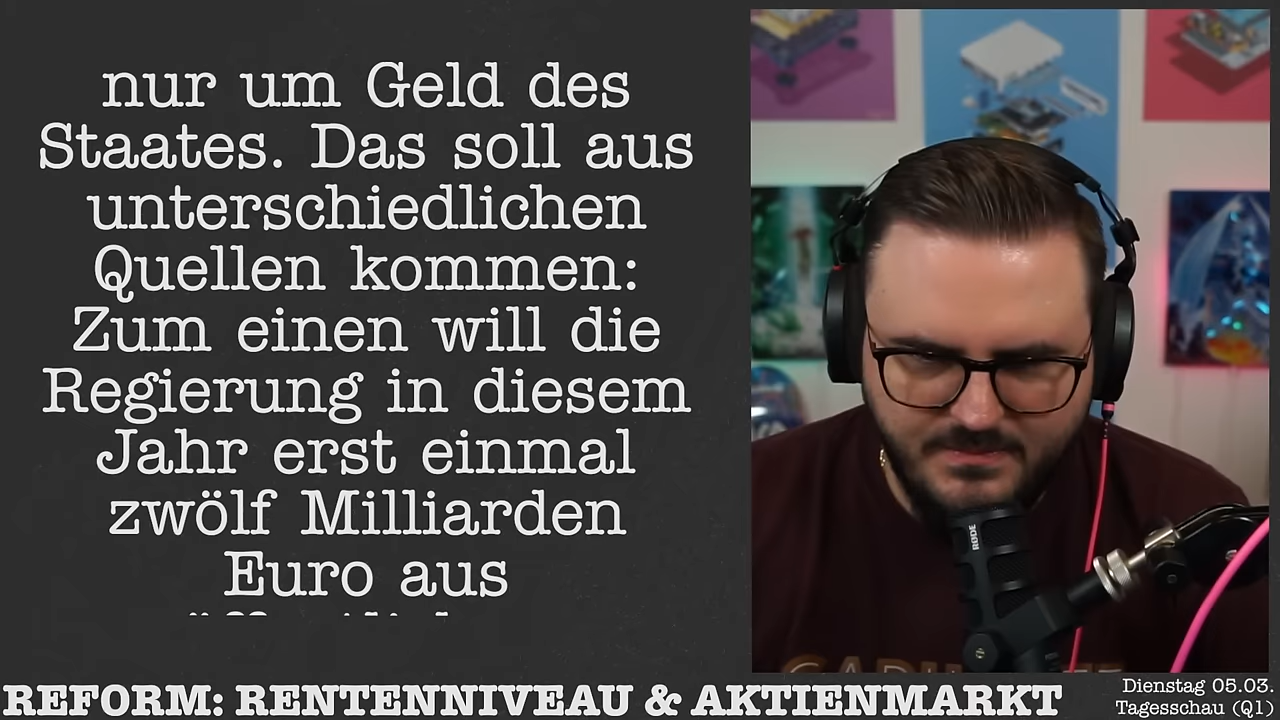 nur um Geld des
Staates. Das soll aus
unterschiedlichen
Quellen kommen:
Zum einen will die
Regierung in diesem
Jahr erst einmal
zwölf Milliarden
Euro aus
REFORM: RENTENNIVEAU & AKTIENMARKT
Dienstag 05.03.
Tagesschau (Q1)
RØDE